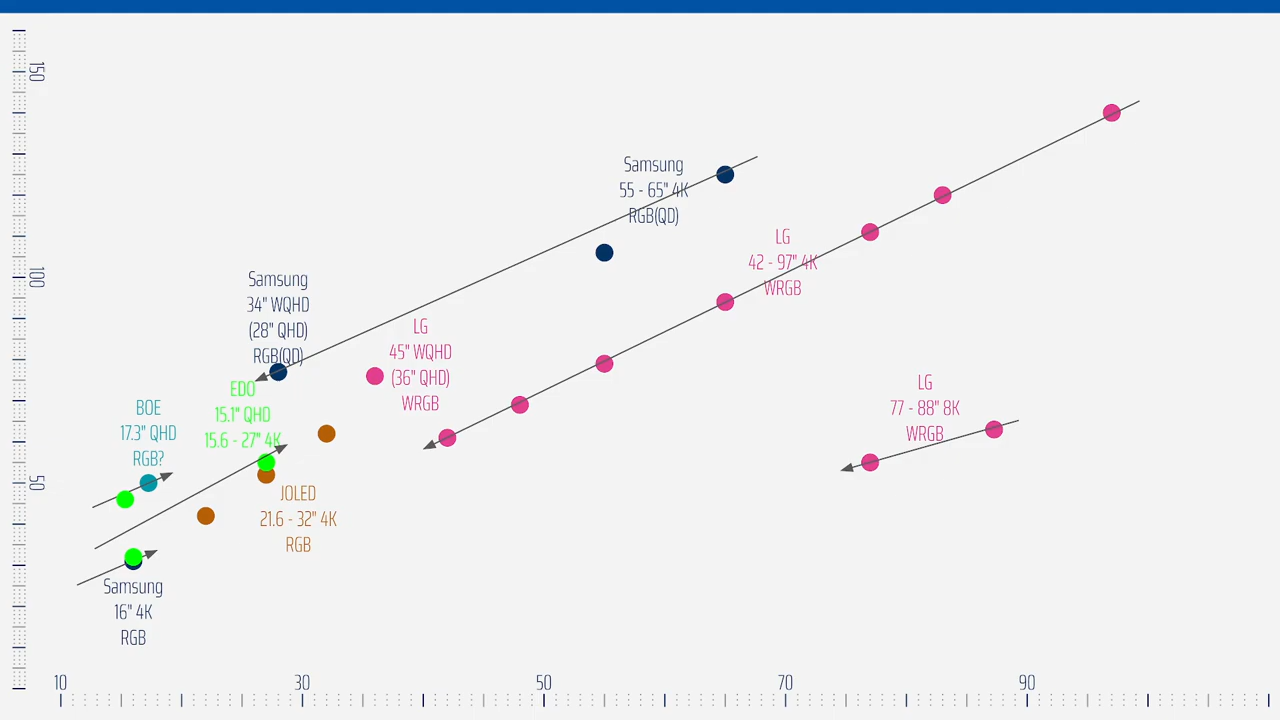 150
Samsung
55 - 65" 4K
RGB(QD)
LG
42 - 97" 4K
WRGB
100
Samsung
34" WQHD
(28" QHD)
RGB(QD)
LG
45" WQHD
(36" QHD)
WRGB
EDO
15.1" QHD
15.6 - 27" 4K
BOE
17.3" QHD
RGB?
LG
77 - 88" 8K
WRGB
50
JOLED
21.6 - 32" 4K
RGB
Samsung
16" 4K
RGB
10 30 50 70 90